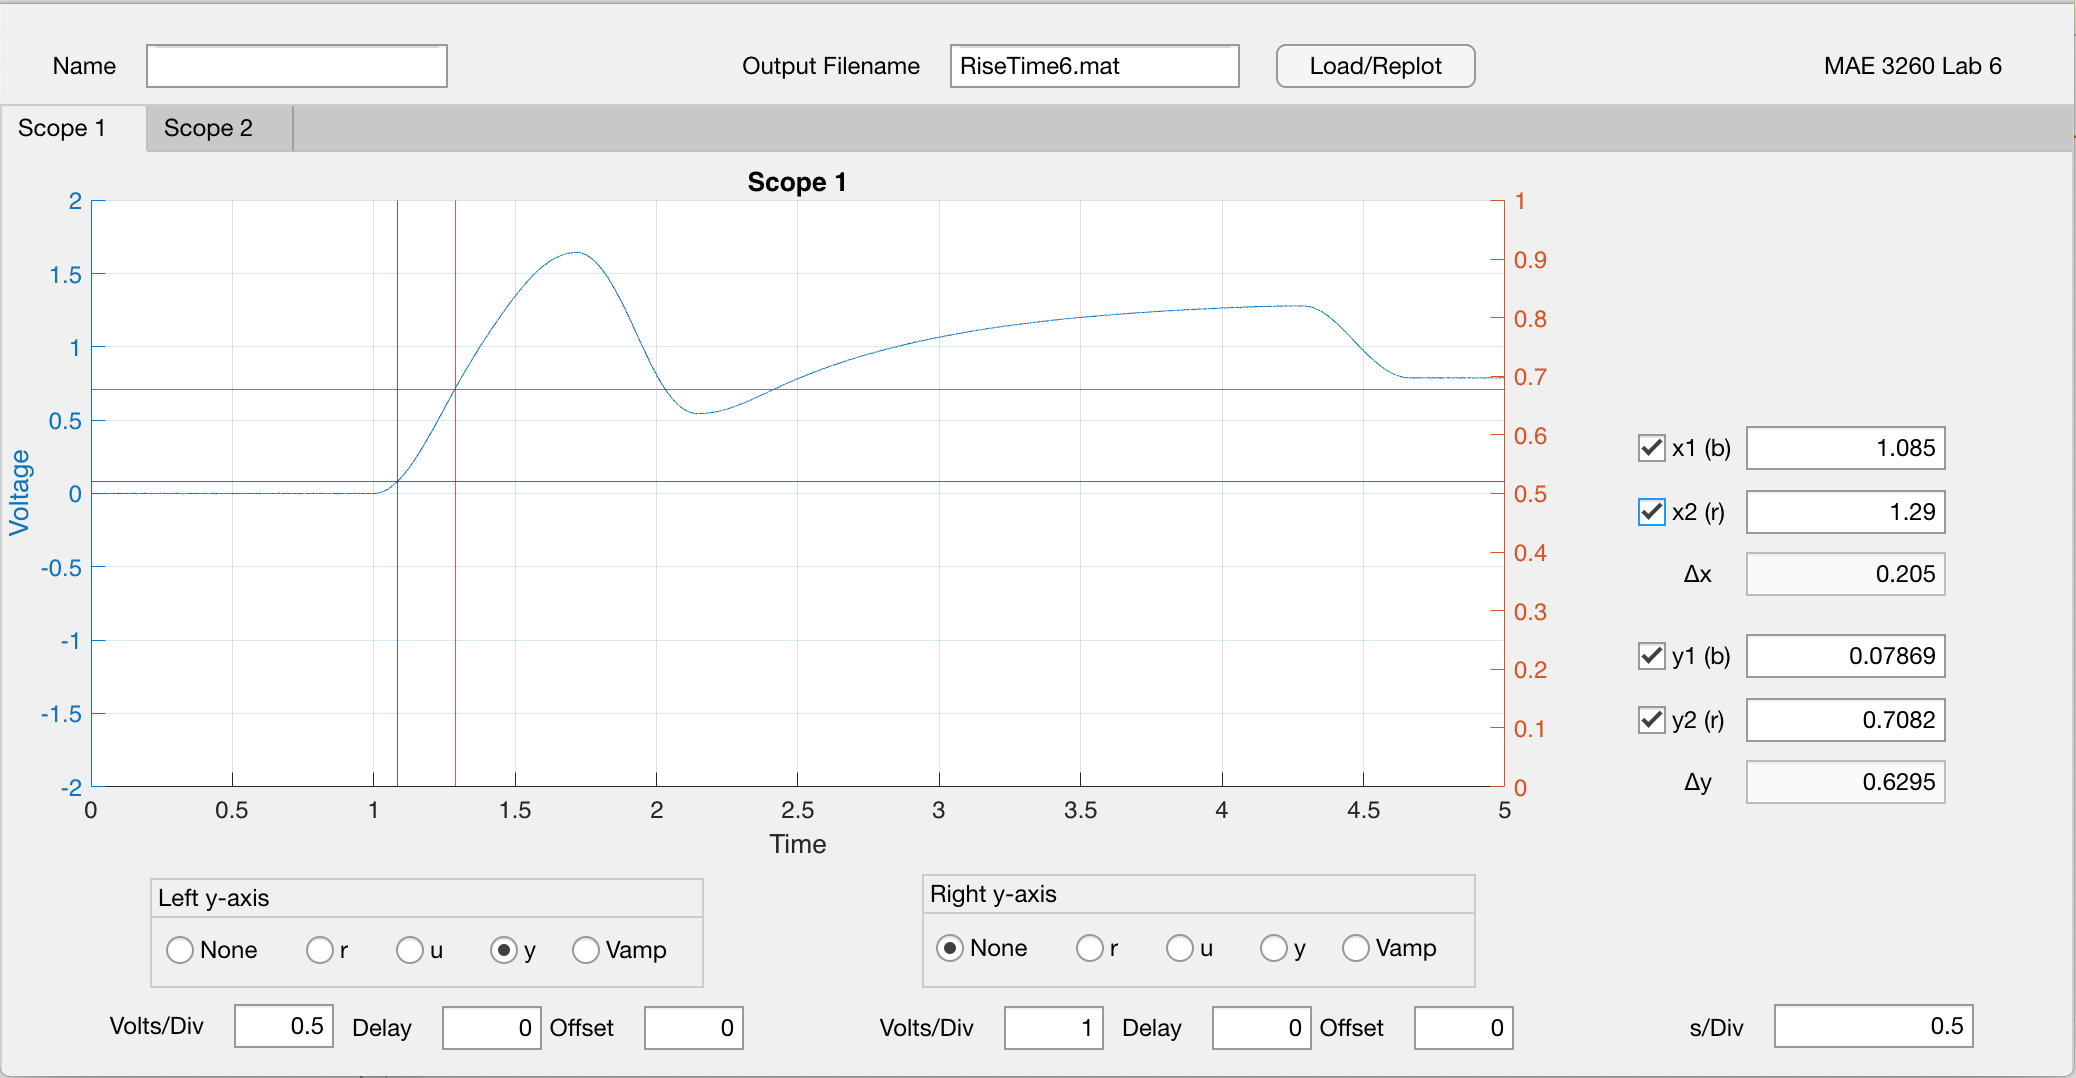 Name
Output Filename RiseTime6.mat Load/Replot MAE 3260 Lab 6
Scope 1 Scope 2
Scope 1
2
1.5
1
0.5
0
-0.5
-1
-1.5
-2
Voltage
1
0.9
0.8
0.7
0.6
0.5
0.4
0.3
0.2
0.1
0
0 0.5 1 1.5 2 2.5 3 3.5 4 4.5 5
Time
x1 (b) 1.085
x2 (r) 1.29
Δx 0.205
y1 (b) 0.07869
y2 (r) 0.7082
Δy 0.6295
Left y-axis
None r u y Vamp
Volts/Div 0.5 Delay 0 Offset 0
Right y-axis
None r u y Vamp
Volts/Div 1 Delay 0 Offset 0
s/Div 0.5